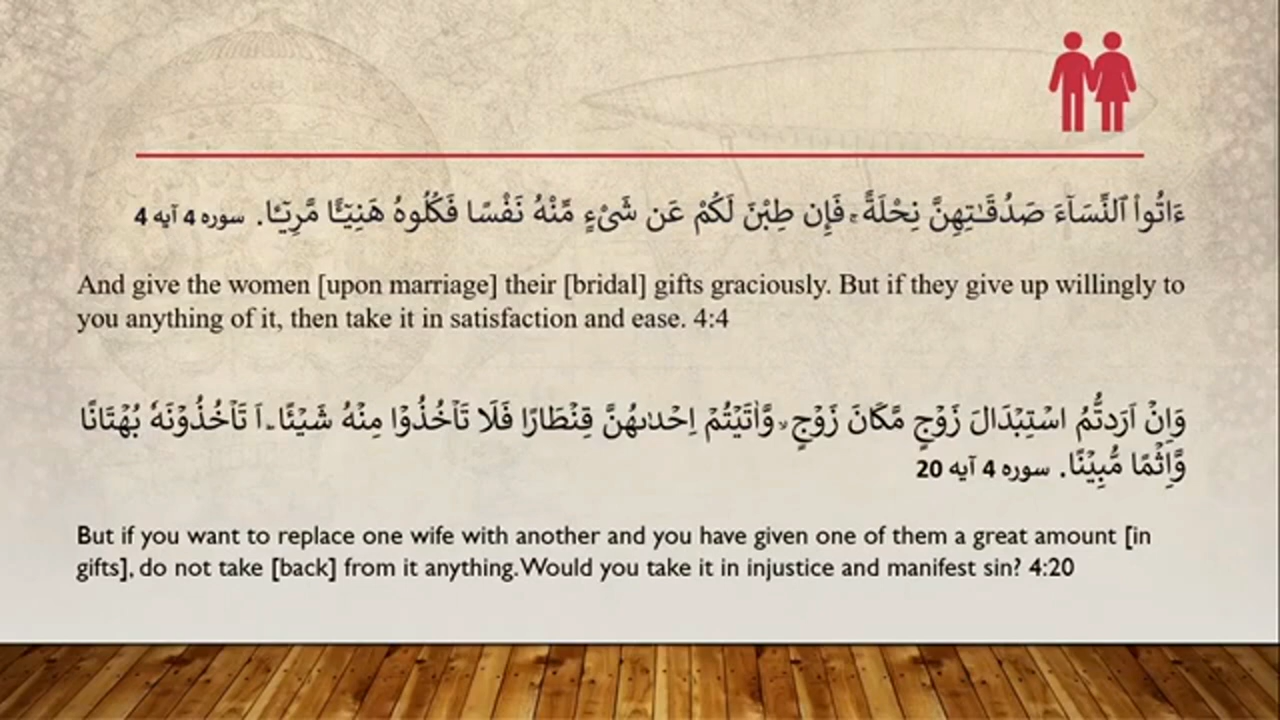 ءَاتُواْ ٱلنِّسَآءَ صَدُقَـٰتِهِنَّ نِحْلَةًۭ ۚ فَإِن طِبْنَ لَكُمْ عَن شَىْءٍۢ مِّنْهُ نَفْسًۭا فَكُلُوهُ هَنِيٓـًۭٔا مَّرِيٓـًۭٔا. سوره 4 آیه 4
And give the women [upon marriage] their [bridal] gifts graciously. But if they give up willingly to
you anything of it, then take it in satisfaction and ease. 4:4
وَاِنْ اَرَدتُّمُ اسْتِبْدَالَ زَوْجٍ مَّكَانَ زَوْجٍ ۙ وَّاٰتَيْتُمْ اِحْدٰٮهُنَّ قِنْطَارًا فَلَا تَاْخُذُوْا مِنْهُ شَيْئًا ؕ اَ تَاْخُذُوْنَهٗ بُهْتَانًا
وَّاِثْمًا مُّبِيْنًا. سوره 4 آیه 20
But if you want to replace one wife with another and you have given one of them a great amount [in
gifts], do not take [back] from it anything. Would you take it in injustice and manifest sin? 4:20